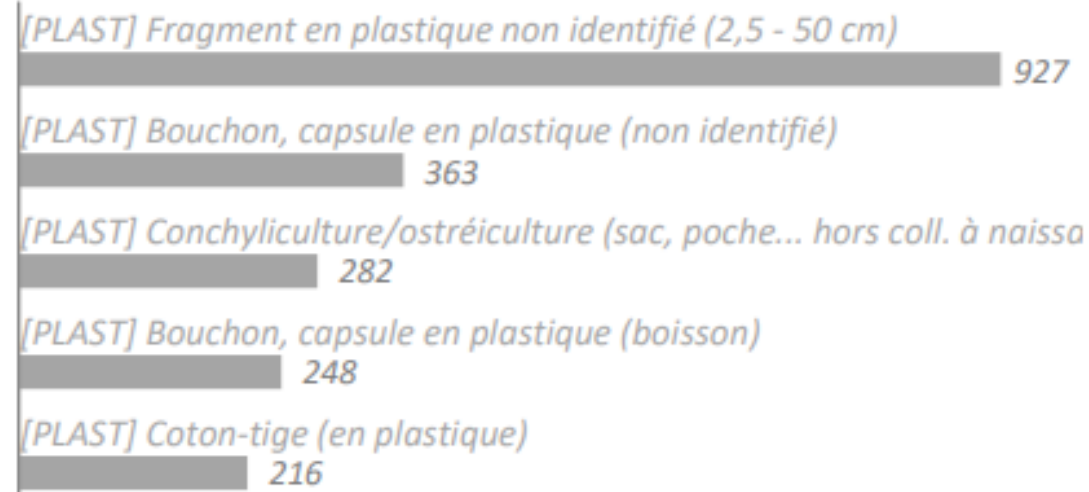 [PLAST] Fragment en plastique non identifié (2,5 - 50 cm)
927
[PLAST] Bouchon, capsule en plastique (non identifié)
363
[PLAST] Conchyliculture/ostréiculture (sac, poche... hors coll. à naissa
282
[PLAST] Bouchon, capsule en plastique (boisson)
248
[PLAST] Coton-tige (en plastique)
216